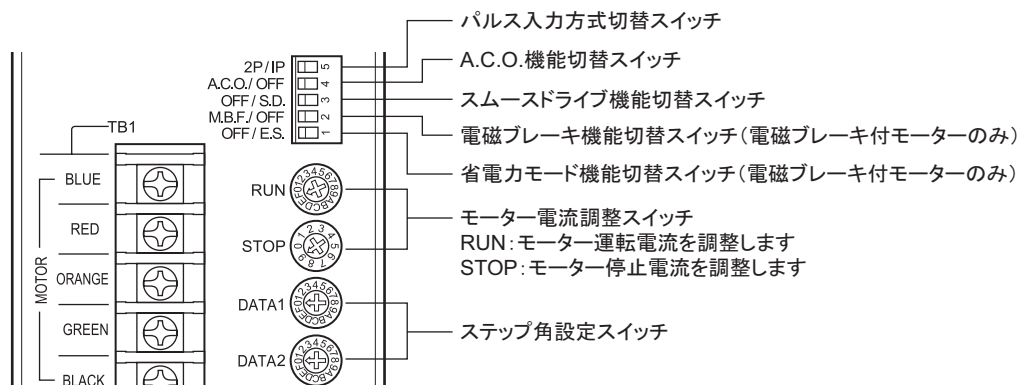 パルス入力方式切替スイッチ
2P/IP 5
A.C.O.機能切替スイッチ
A.C.O./ OFF 4
OFF / S.D. 3
スムースドライブ機能切替スイッチ
M.B.F./ OFF 2
OFF / E.S. 1
電磁ブレーキ機能切替スイッチ（電磁ブレーキ付モーターのみ）
省電力モード機能切替スイッチ（電磁ブレーキ付モーターのみ）
TB1
BLUE
RED
ORANGE
GREEN
BLACK
MOTOR
RUN
0123456789ABCDEF
STOP
0123456789
モーター電流調整スイッチ
RUN：モーター運転電流を調整します
STOP：モーター停止電流を調整します
DATA1
0123456789ABCDEF
DATA2
0123456789ABCDEF
ステップ角設定スイッチ